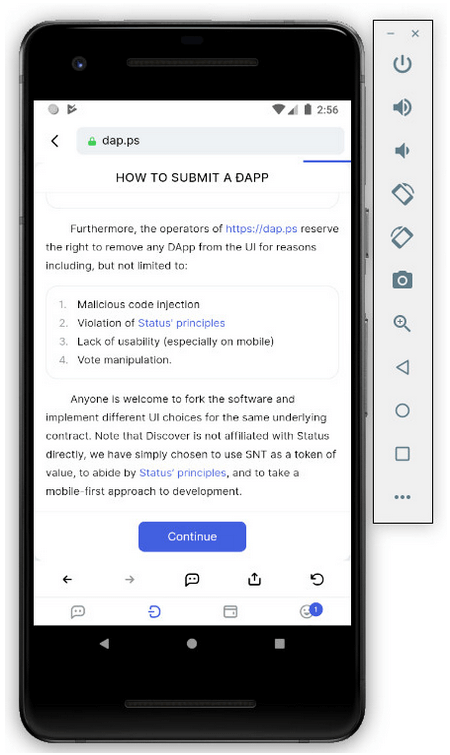 2:56
dap.ps
HOW TO SUBMIT A ĐAPP
Furthermore, the operators of https://dap.ps reserve
the right to remove any DApp from the UI for reasons
including, but not limited to:
1. Malicious code injection
2. Violation of Status' principles
3. Lack of usability (especially on mobile)
4. Vote manipulation.
Anyone is welcome to fork the software and
implement different UI choices for the same underlying
contract. Note that Discover is not affiliated with Status
directly, we have simply chosen to use SNT as a token of
value, to abide by Status' principles, and to take a
mobile-first approach to development.
Continue
1